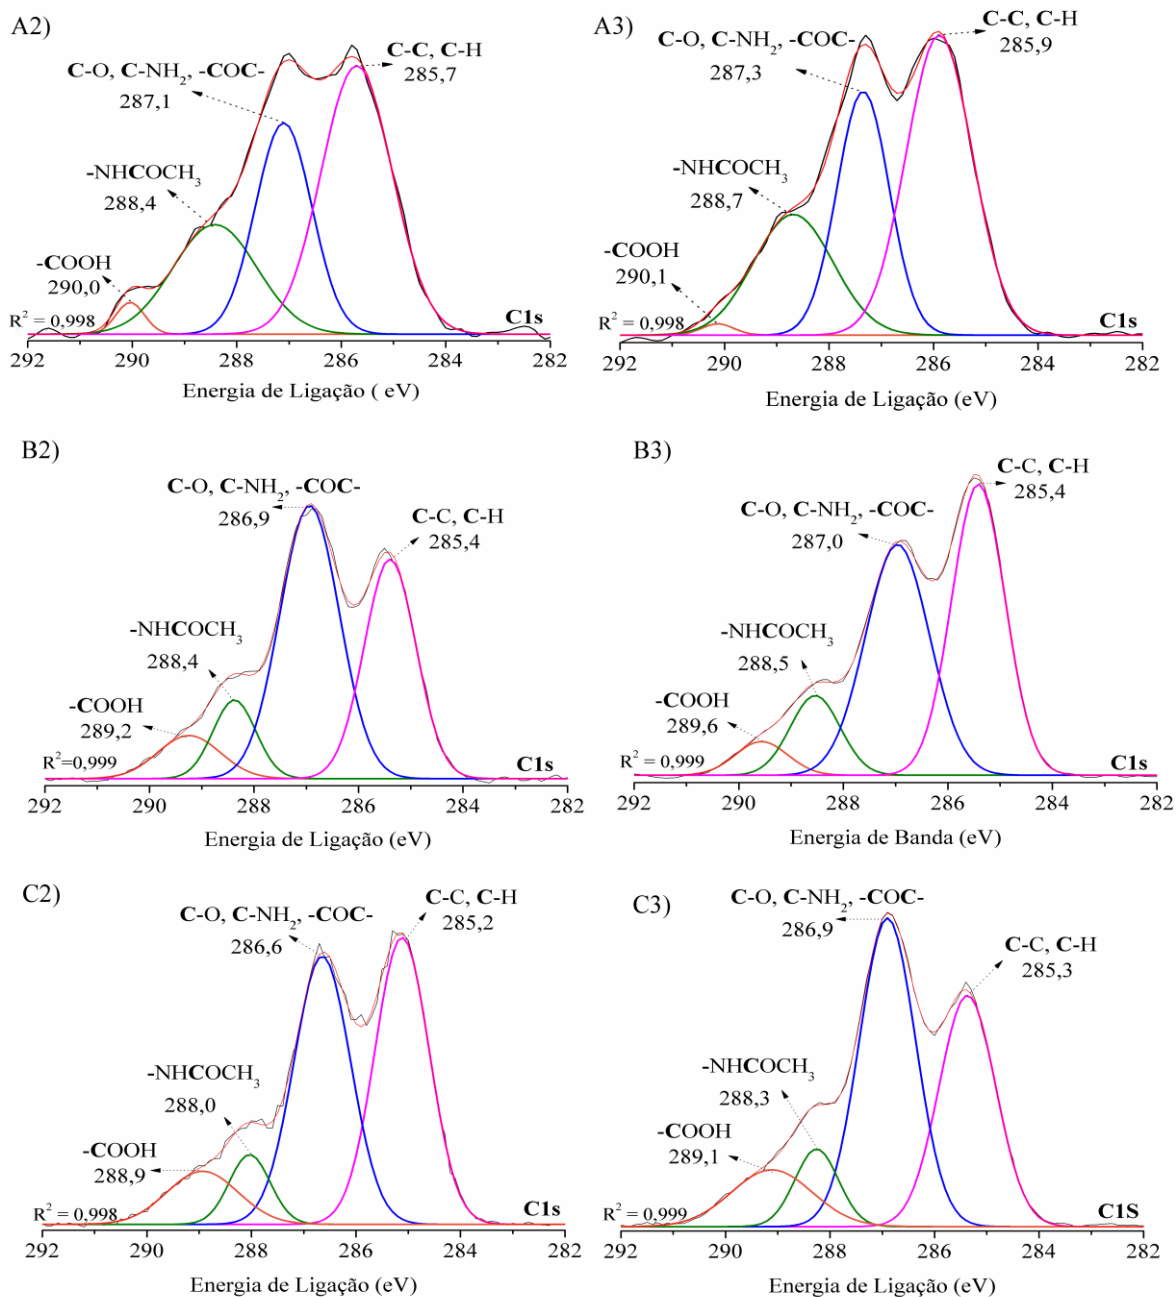 A2)
C-C, C-H
285,7
C-O, C-NH2, -COC-
287,1
-NHCOCH3
288,4
-COOH
290,0
R2 = 0,998
C1s
292 290 288 286 284 282
Energia de Ligação ( eV)
A3)
C-C, C-H
285,9
C-O, C-NH2, -COC-
287,3
-NHCOCH3
288,7
-COOH
290,1
R2 = 0,998
C1s
292 290 288 286 284 282
Energia de Ligação (eV)
B2)
C-O, C-NH2, -COC-
286,9
C-C, C-H
285,4
-NHCOCH3
288,4
-COOH
289,2
R2=0,999
C1s
292 290 288 286 284 282
Energia de Ligação (eV)
B3)
C-C, C-H
285,4
C-O, C-NH2, -COC-
287,0
-NHCOCH3
288,5
-COOH
289,6
R2 = 0,999
C1s
292 290 288 286 284 282
Energia de Banda (eV)
C2)
C-C, C-H
285,2
C-O, C-NH2, -COC-
286,6
-NHCOCH3
288,0
-COOH
288,9
R2 = 0,998
C1s
292 290 288 286 284 282
Energia de Ligação (eV)
C3)
C-O, C-NH2, -COC-
286,9
C-C, C-H
285,3
-NHCOCH3
288,3
-COOH
289,1
R2 = 0,999
C1S
292 290 288 286 284 282
Energia de Ligação (eV)